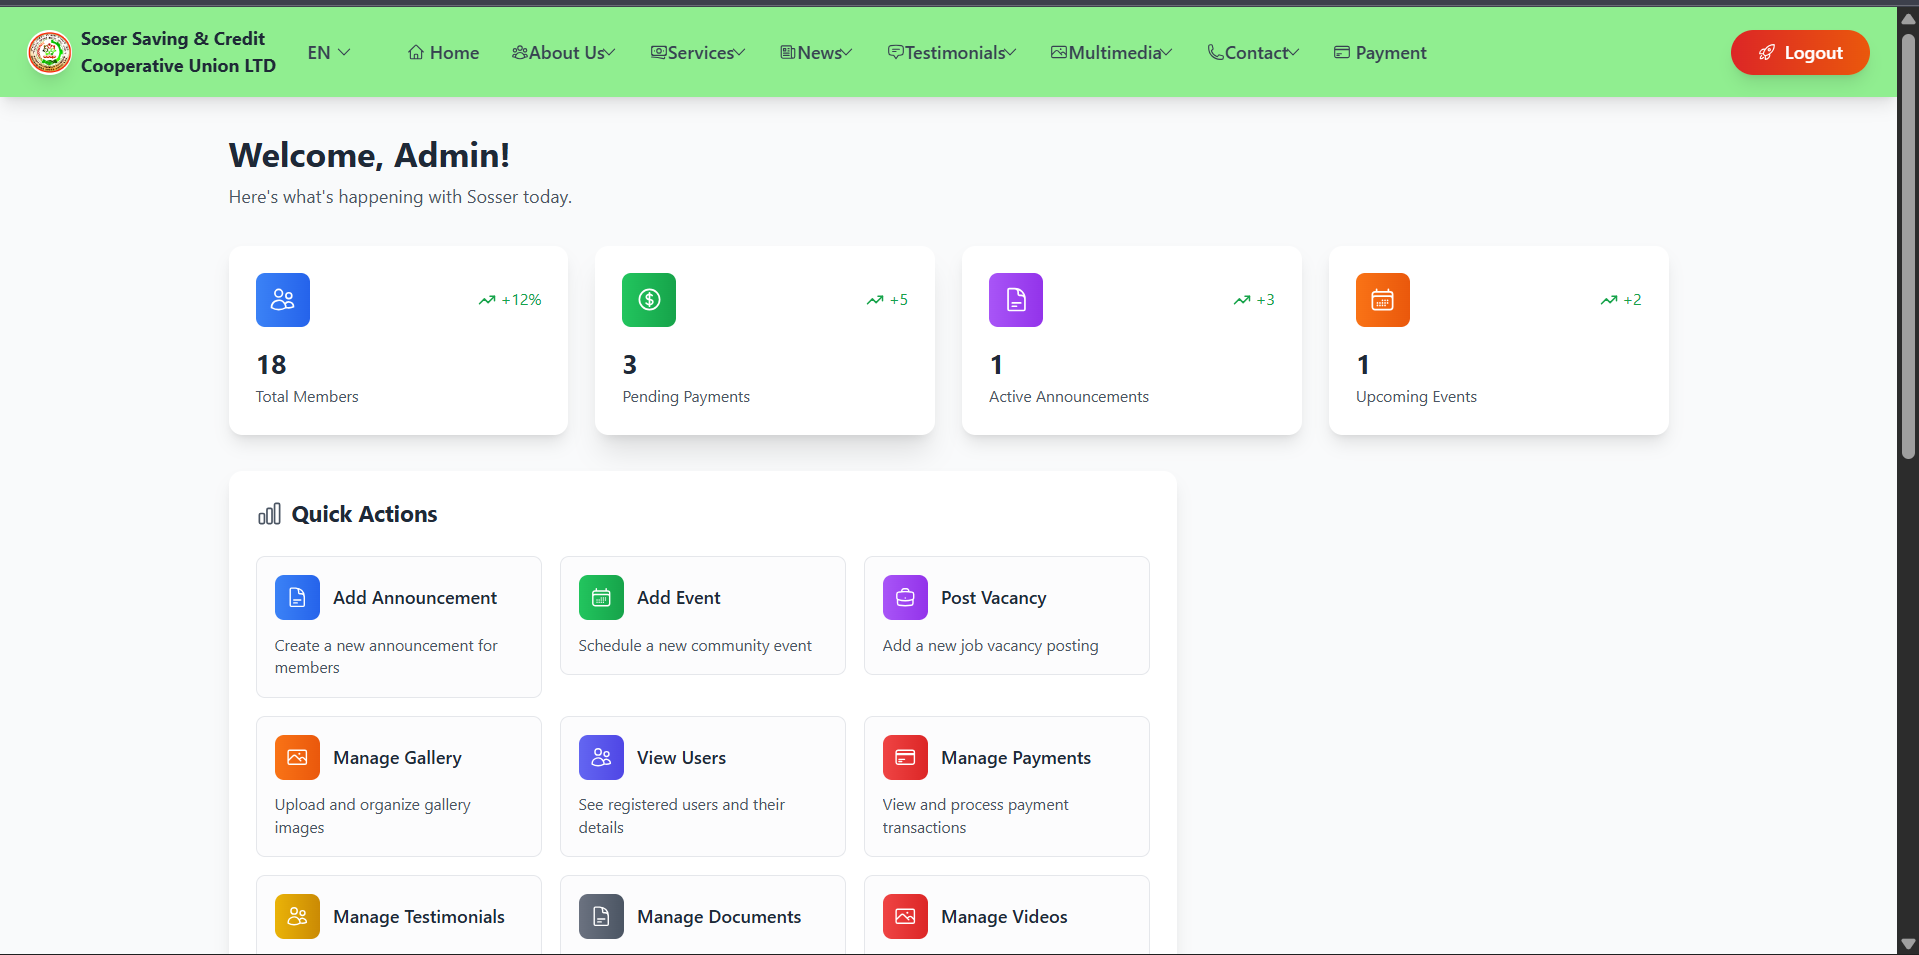 Soser Saving & Credit
Cooperative Union LTD
EN
Home
About Us
Services
News
Testimonials
Multimedia
Contact
Payment
Logout
Welcome, Admin!
Here's what's happening with Sosser today.
+12%
18
Total Members
+5
3
Pending Payments
+3
1
Active Announcements
+2
1
Upcoming Events
Quick Actions
Add Announcement
Create a new announcement for
members
Add Event
Schedule a new community event
Post Vacancy
Add a new job vacancy posting
Manage Gallery
Upload and organize gallery
images
View Users
See registered users and their
details
Manage Payments
View and process payment
transactions
Manage Testimonials
Manage Documents
Manage Videos